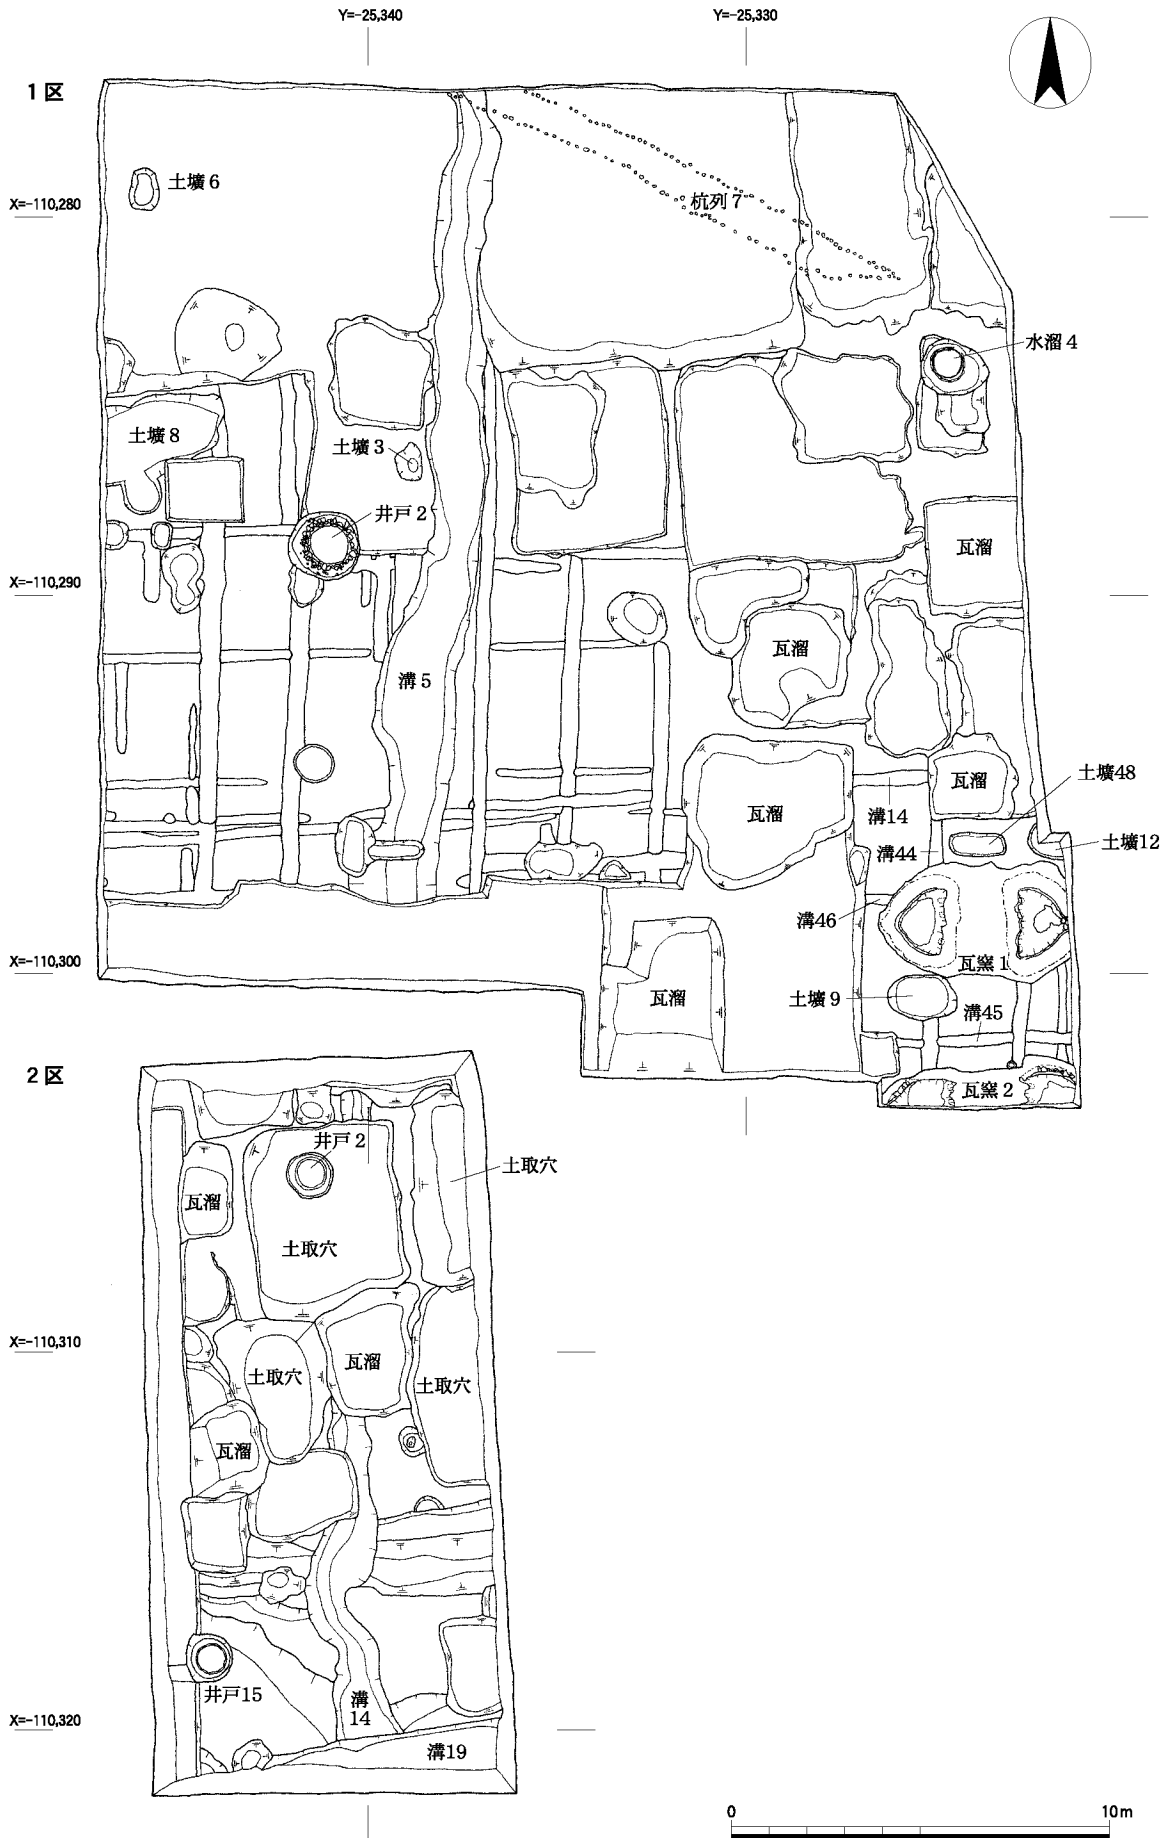 Y=-25,340
Y=-25,330
1区
土壙6
X=-110,280
杭列7
水溜4
土壙8
土壙3
井戸2
瓦溜
X=-110,290
瓦溜
溝5
土壙48
瓦溜
瓦溜
溝14
土壙12
溝44
溝46
X=-110,300
瓦窯1
瓦溜
土壙9
溝45
2区
瓦窯2
井戸2
土取穴
瓦溜
土取穴
X=-110,310
瓦溜
土取穴
土取穴
瓦溜
井戸15
溝
14
X=-110,320
溝19
0
10m